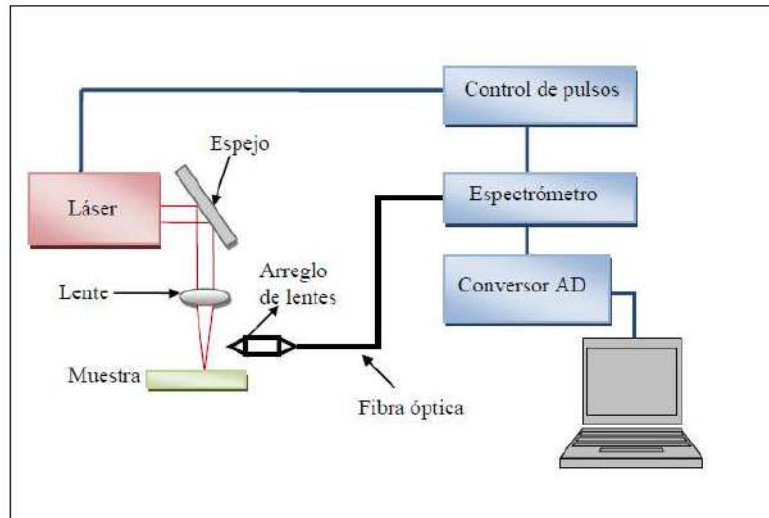 Control de pulsos
Espejo
Láser
Espectrómetro
Arreglo
de lentes
Lente
Conversor AD
Muestra
Fibra óptica